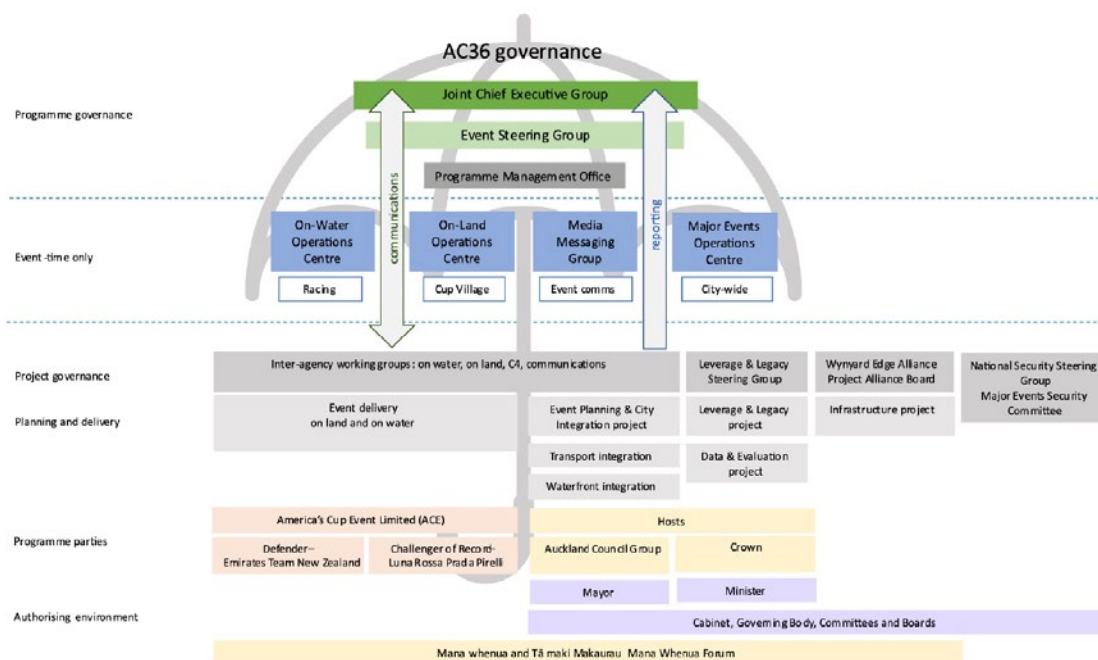 AC36 governance
Programme governance
Joint Chief Executive Group
Event Steering Group
Programme Management Office
communications
reporting
Event-time only
On-Water
Operations
Centre
Racing
On-Land
Operations
Centre
Cup Village
Media
Messaging
Group
Event comms
Major Events
Operations
Centre
City-wide
Project governance
Inter-agency working groups: on water, on land, C4, communications
Leverage & Legacy
Steering Group
Wynyard Edge Alliance
Project Alliance Board
National Security Steering
Group
Major Events Security
Committee
Planning and delivery
Event delivery
on land and on water
Event Planning & City
Integration project
Leverage & Legacy
project
Infrastructure project
Transport integration
Waterfront integration
Data & Evaluation
project
Programme parties
America's Cup Event Limited (ACE)
Hosts
Defender–
Emirates Team New Zealand
Challenger of Record-
Luna Rossa Prada Pirelli
Auckland Council Group
Crown
Authorising environment
Mayor
Minister
Cabinet, Governing Body, Committees and Boards
Mana whenua and Tā maki Makaurau Mana Whenua Forum